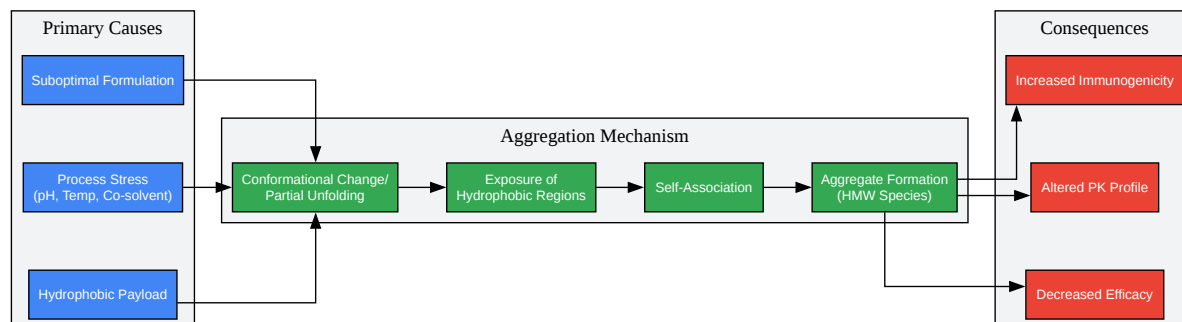 Primary Causes
Suboptimal Formulation
Process Stress
(pH, Temp, Co-solvent)
Hydrophobic Payload
Aggregation Mechanism
Conformational Change/
Partial Unfolding
Exposure of
Hydrophobic Regions
Self-Association
Aggregate Formation
(HMW Species)
Consequences
Increased Immunogenicity
Altered PK Profile
Decreased Efficacy